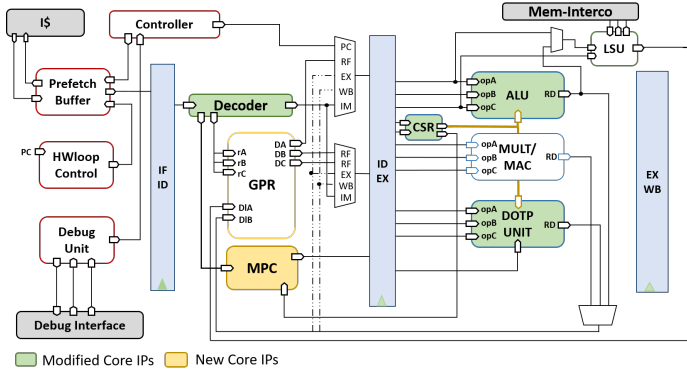 I$
Controller
Mem-Interco
LSU
PC
RF
EX
WB
IM
Prefetch
Buffer
IF
ID
Decoder
ID
EX
opA
opB
opC
ALU
RD
EX
WB
CSR
PC
HWloop
Control
rA
rB
rC
GPR
DA
DB
DC
DIA
DIB
RF
RF
EX
WB
IM
opA
opB
opC
MULT/
MAC
RD
Debug
Unit
MPC
opA
opB
opC
DOTP
UNIT
RD
Debug Interface
Modified Core IPs
New Core IPs